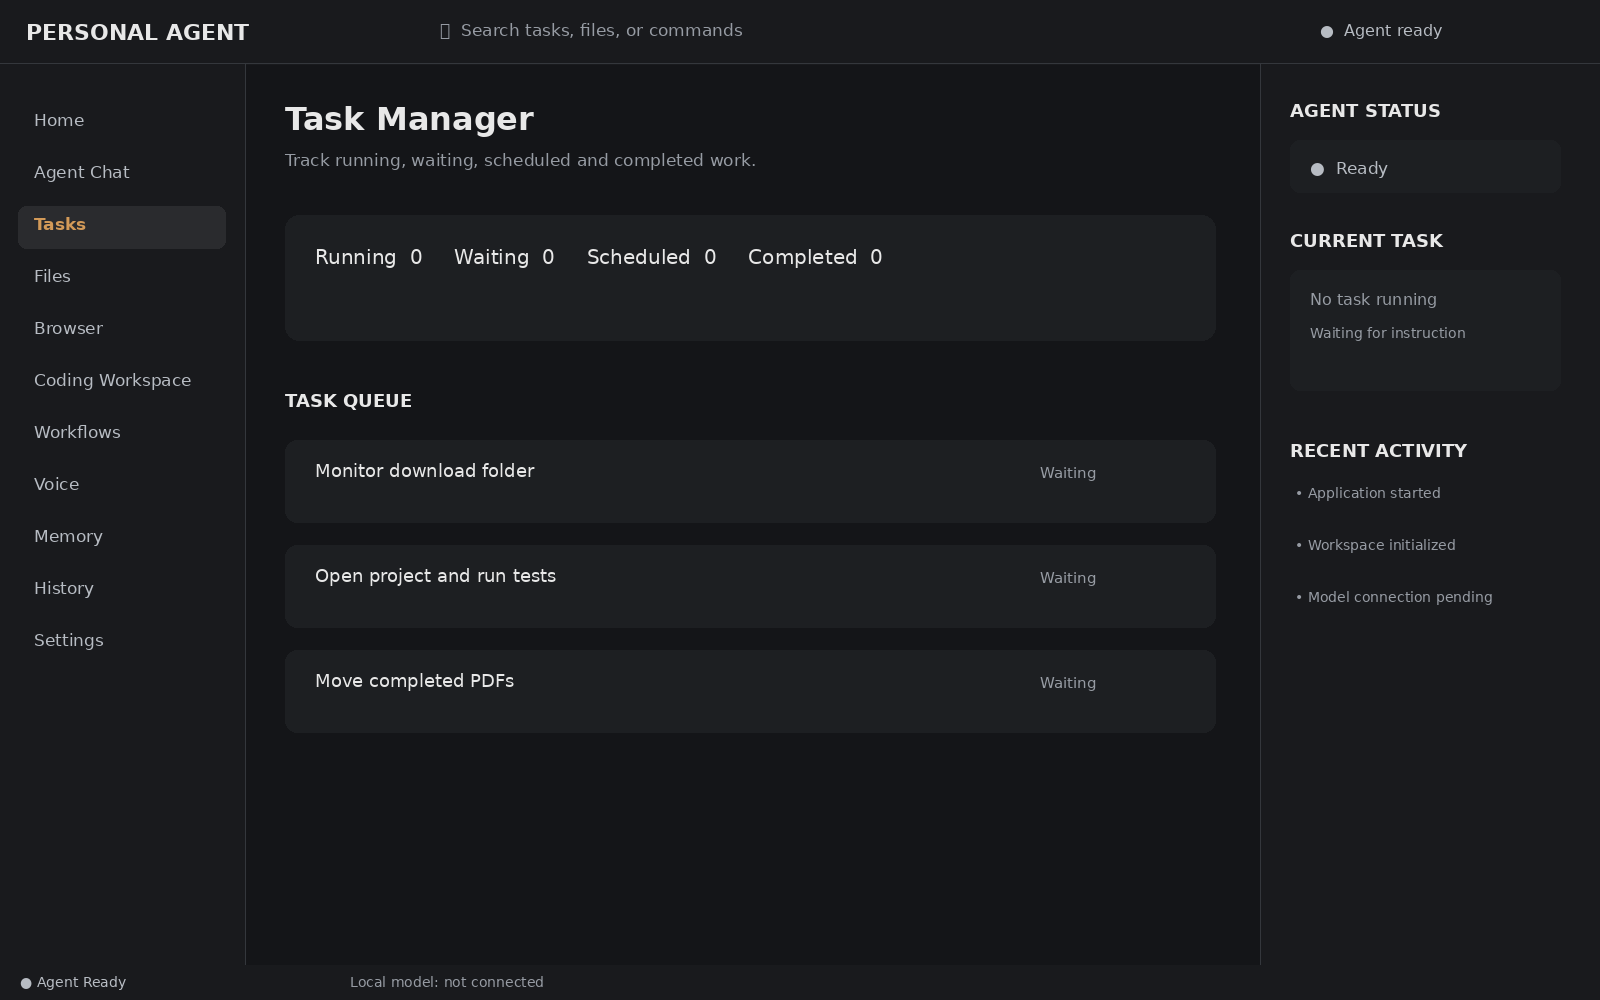 PERSONAL AGENT
Search tasks, files, or commands
● Agent ready
Home
Agent Chat
Tasks
Files
Browser
Coding Workspace
Workflows
Voice
Memory
History
Settings
Task Manager
Track running, waiting, scheduled and completed work.
Running 0 Waiting 0 Scheduled 0 Completed 0
TASK QUEUE
Monitor download folder Waiting
Open project and run tests Waiting
Move completed PDFs Waiting
AGENT STATUS
● Ready
CURRENT TASK
No task running
Waiting for instruction
RECENT ACTIVITY
• Application started
• Workspace initialized
• Model connection pending
● Agent Ready
Local model: not connected